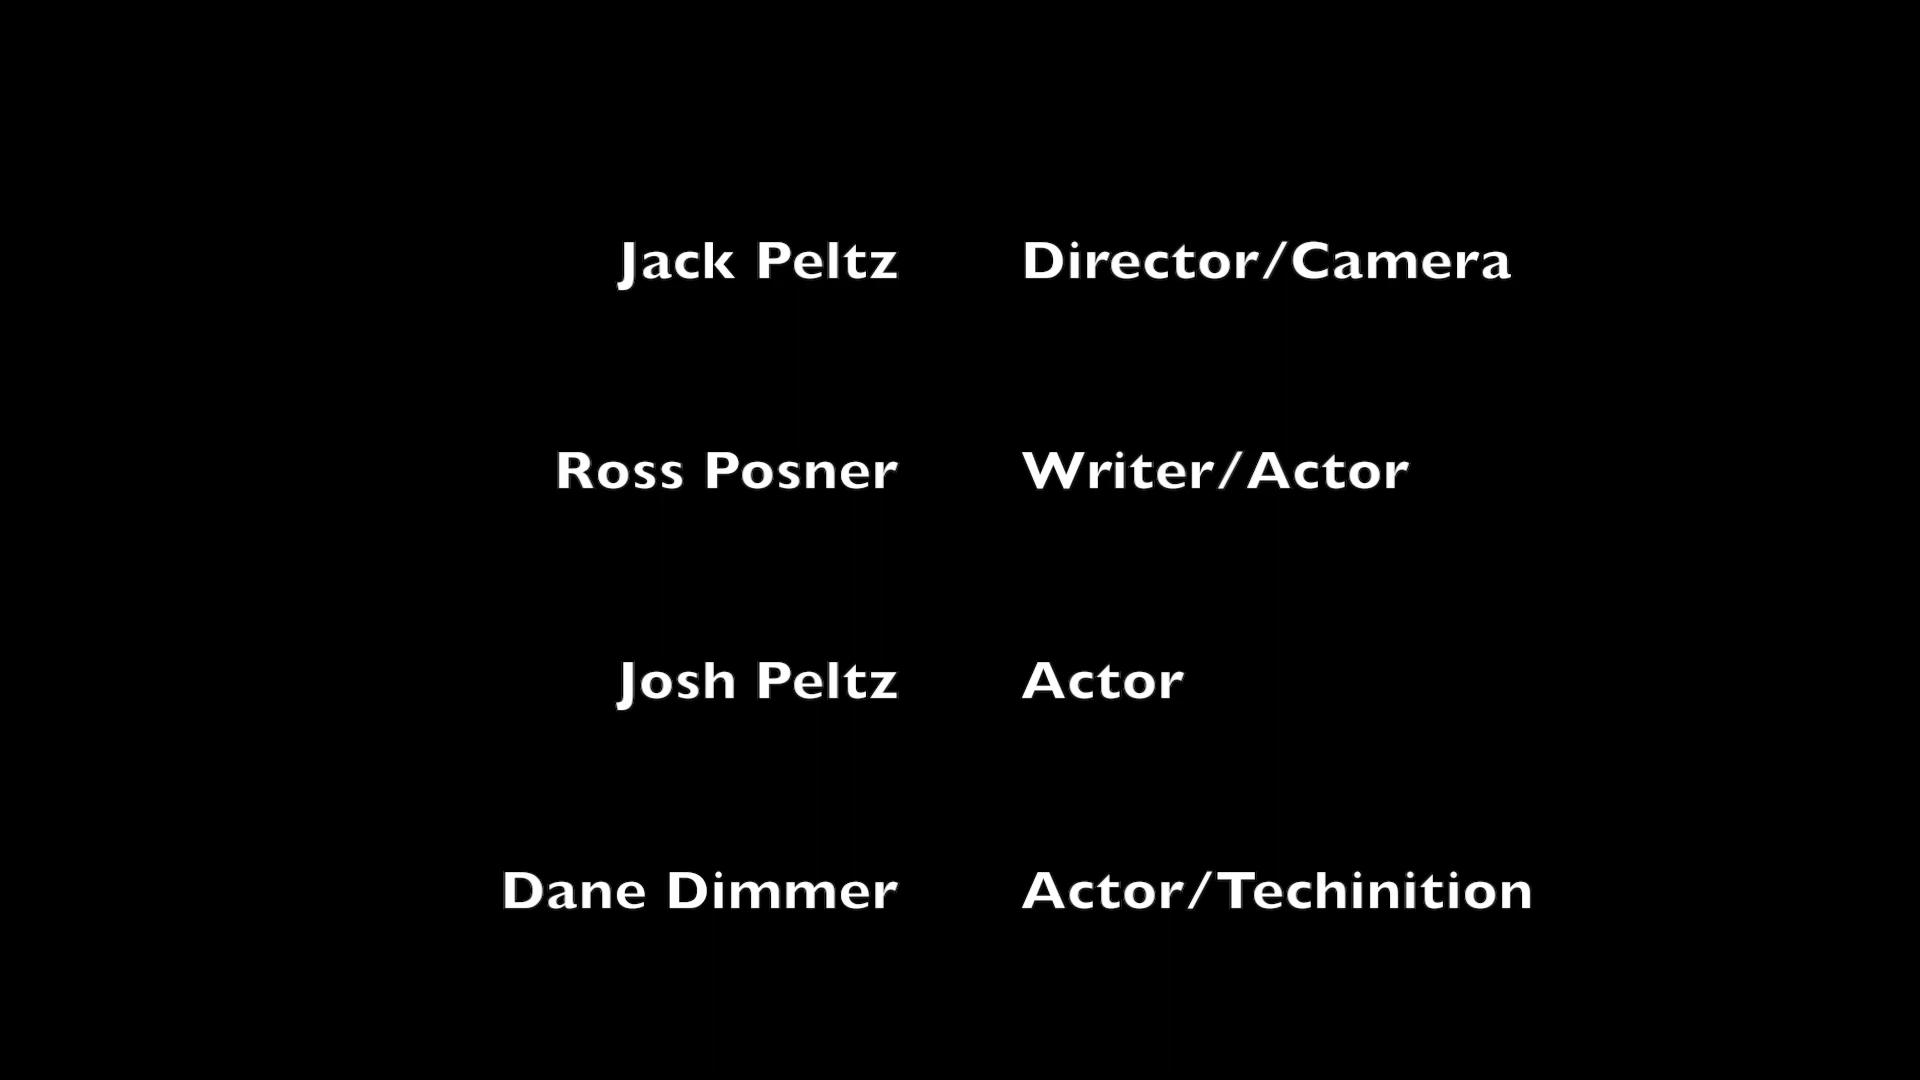 Jack Peltz Director/Camera
Ross Posner Writer/Actor
Josh Peltz Actor
Dane Dimmer Actor/Techinition